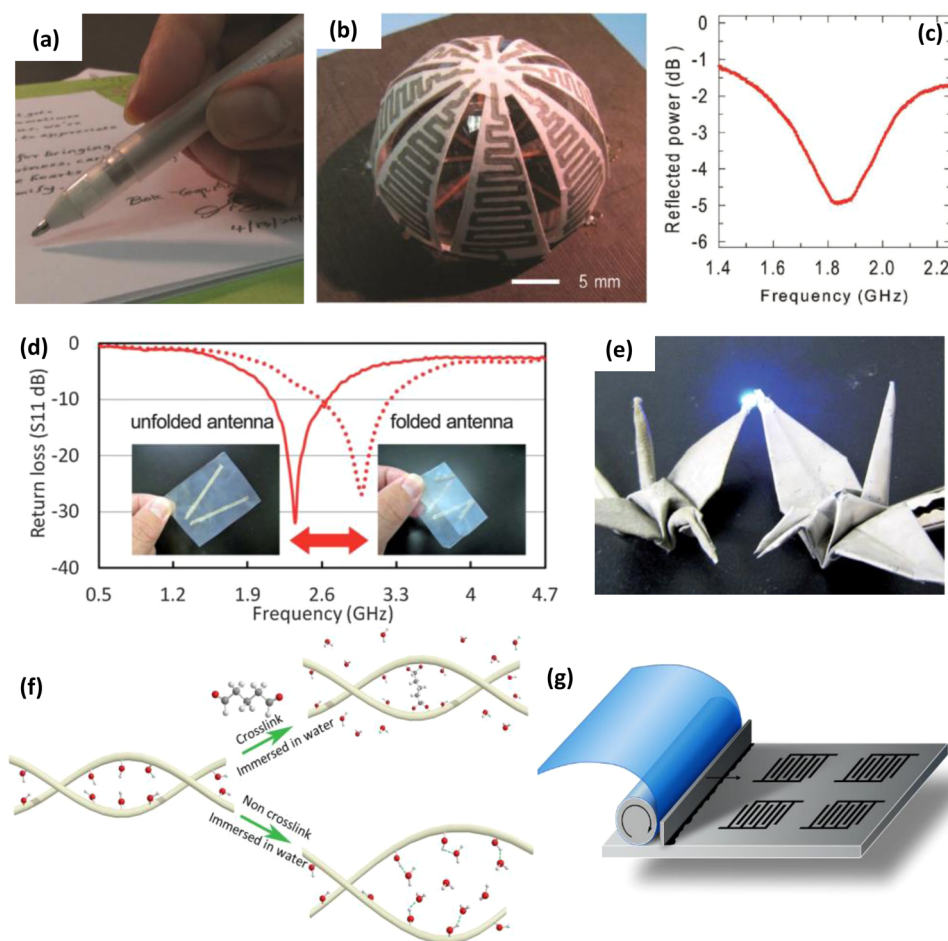 (a)
(b)
5 mm
(c)
Reflected power (dB)
0
-1
-2
-3
-4
-5
-6
1.4 1.6 1.8 2.0 2.2
Frequency (GHz)
(d)
Return loss (S11 dB)
0
-10
-20
-30
-40
unfolded antenna
folded antenna
0.5 1.2 1.9 2.6 3.3 4 4.7
Frequency (GHz)
(e)
(f)
Crosslink
Immersed in water
Non crosslink
Immersed in water
(g)